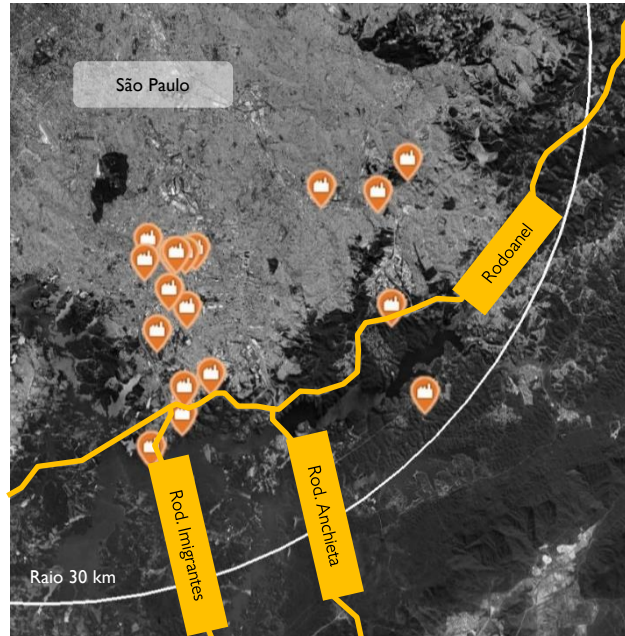 São Paulo
Rodoanel
Rod. Anchieta
Rod. Imigrantes
Raio 30 km